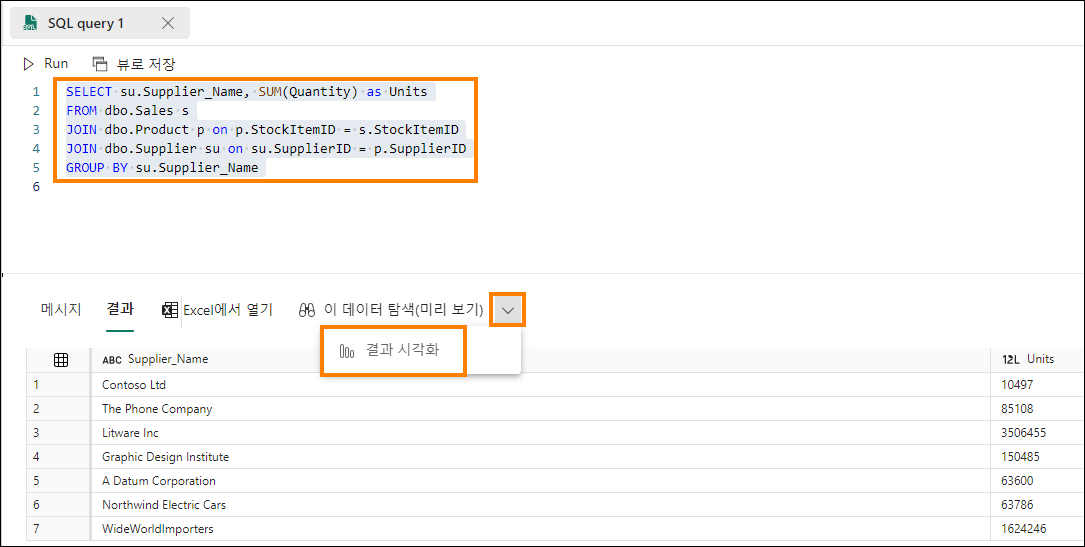 SQL query 1
Run 뷰로 저장
1 SELECT su.Supplier_Name, SUM(Quantity) as Units
2 FROM dbo.Sales s
3 JOIN dbo.Product p on p.StockItemID = s.StockItemID
4 JOIN dbo.Supplier su on su.SupplierID = p.SupplierID
5 GROUP BY su.Supplier_Name
6
메시지 결과 Excel에서 열기 이 데이터 탐색(미리 보기)
결과 시각화
ABC Supplier_Name 12L Units
1 Contoso Ltd 10497
2 The Phone Company 85108
3 Litware Inc 3506455
4 Graphic Design Institute 150485
5 A Datum Corporation 63600
6 Northwind Electric Cars 63786
7 WideWorldImporters 1624246